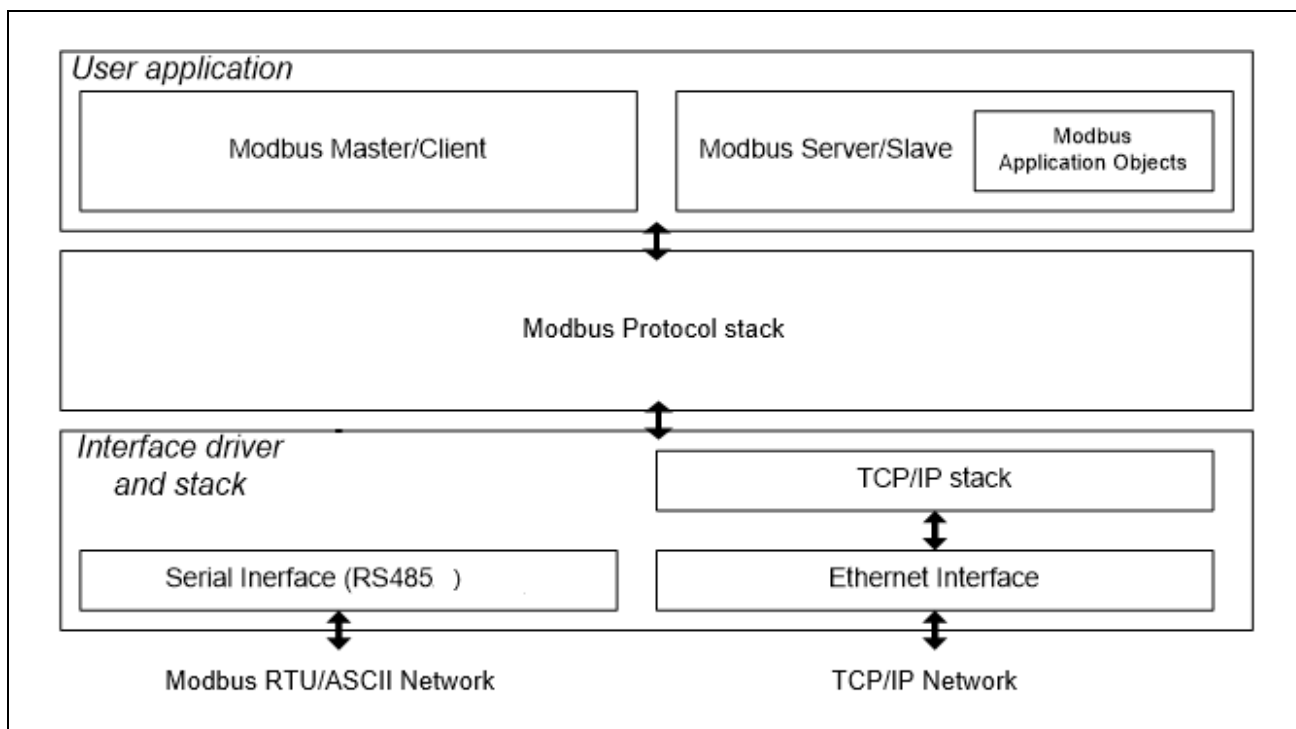 User application
Modbus Master/Client
Modbus Server/Slave
Modbus
Application Objects
Modbus Protocol stack
Interface driver
and stack
TCP/IP stack
Serial Inerface (RS485 )
Ethernet Interface
Modbus RTU/ASCII Network
TCP/IP Network